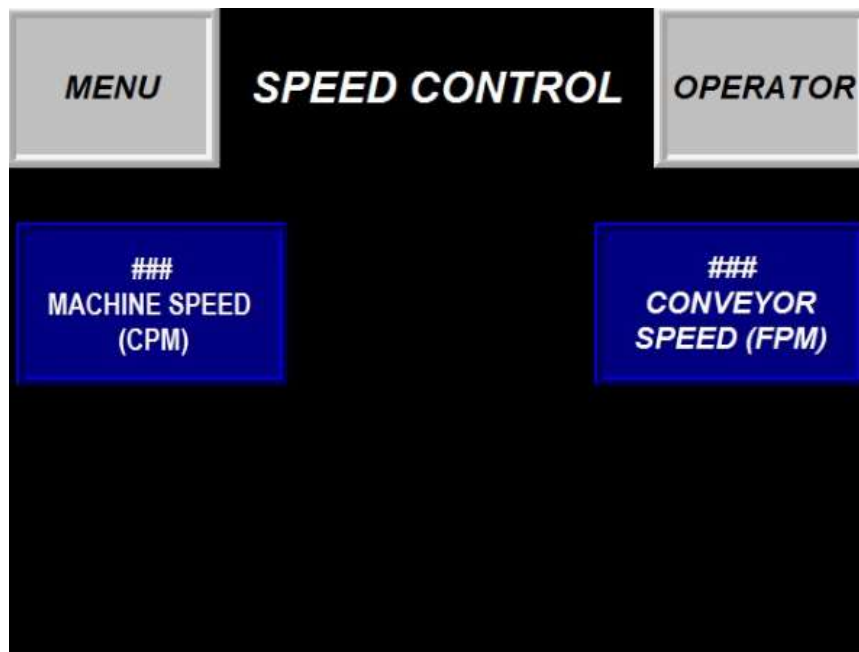 MENU
SPEED CONTROL
OPERATOR
###
MACHINE SPEED
(CPM)
###
CONVEYOR
SPEED (FPM)